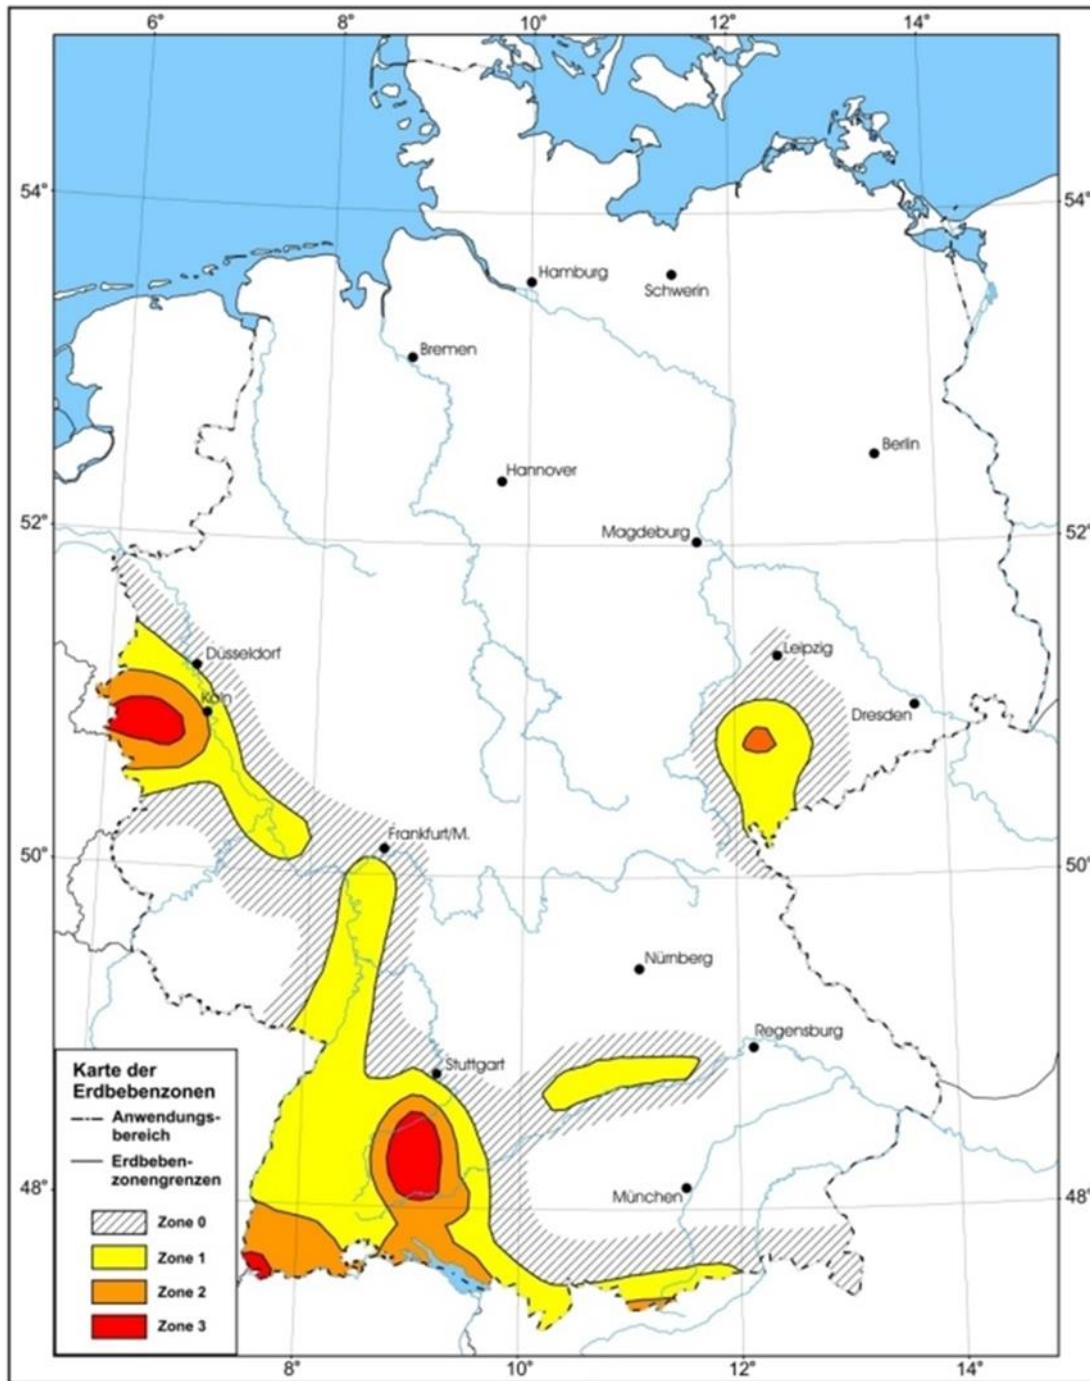 6°
8°
10°
12°
14°
54°
54°
Hamburg
Schwerin
Bremen
Berlin
Hannover
52°
52°
Magdeburg
Düsseldorf
Leipzig
Köln
Dresden
Frankfurt/M.
50°
50°
Nürnberg
Regensburg
Stuttgart
München
48°
48°
Karte der
Erdbebenzonen
Anwendungs-
bereich
Erdbeben-
zonengrenzen
Zone 0
Zone 1
Zone 2
Zone 3
8°
10°
12°
14°